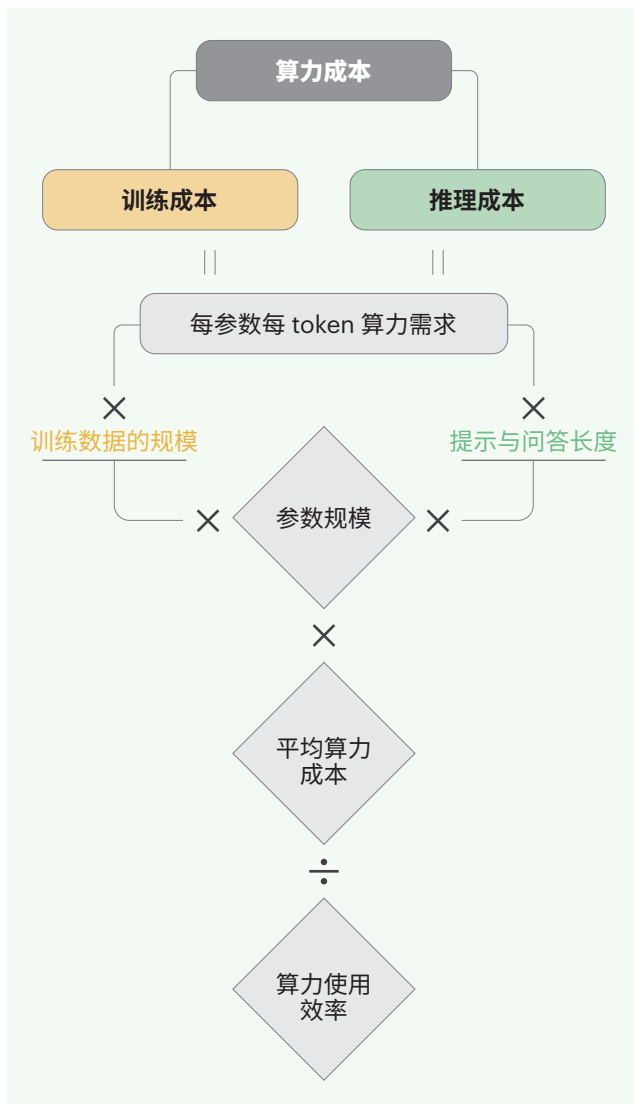 算力成本
训练成本
推理成本
每参数每 token 算力需求
训练数据的规模
提示与问答长度
参数规模
平均算力
成本
算力使用
效率